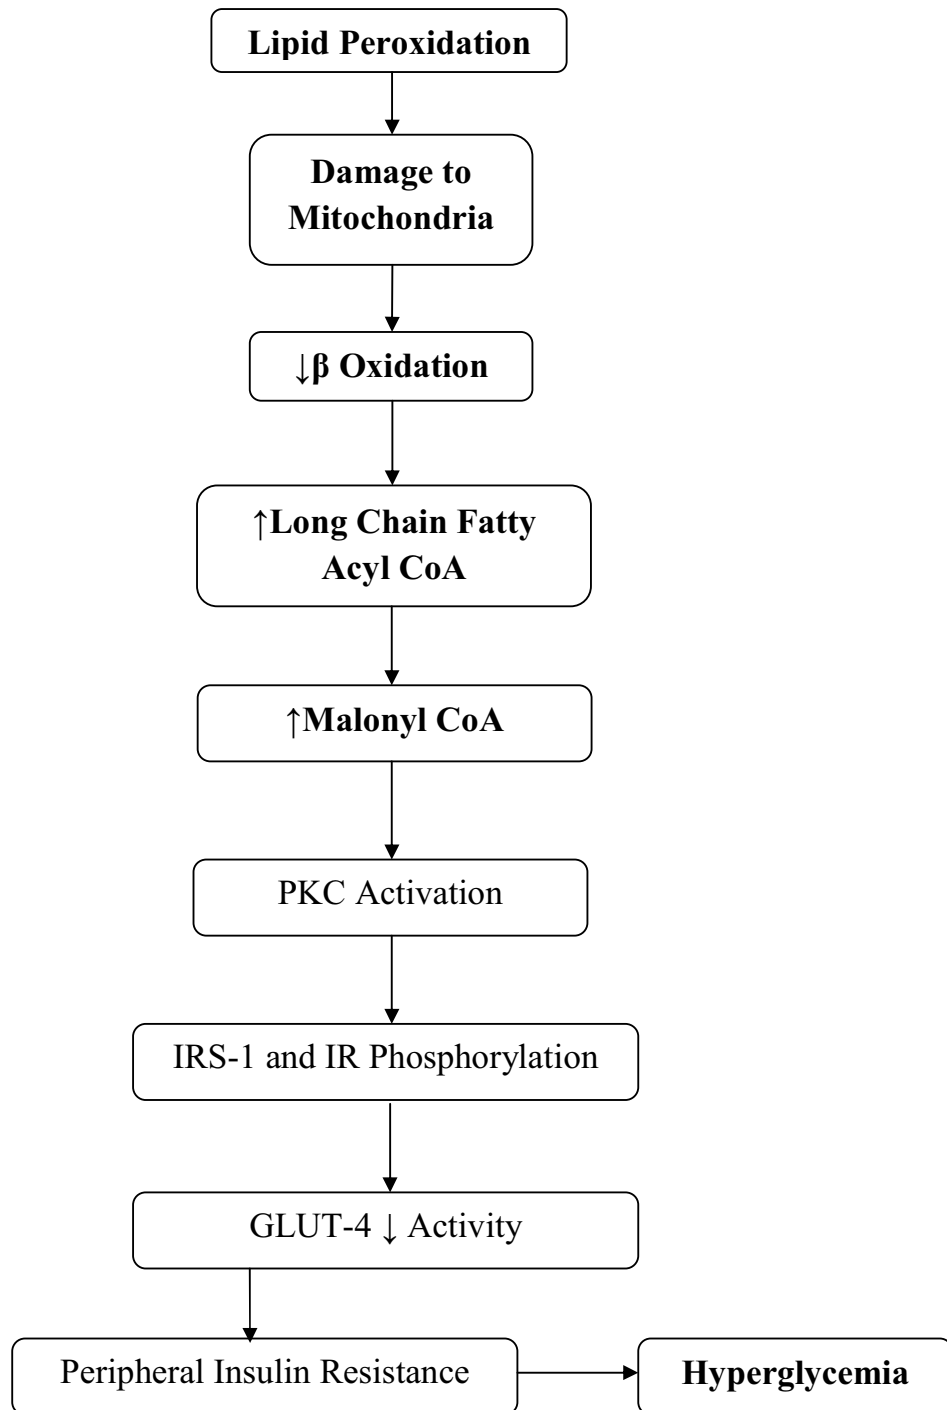 Lipid Peroxidation
Damage to
Mitochondria
↓β Oxidation
↑Long Chain Fatty
Acyl CoA
↑Malonyl CoA
PKC Activation
IRS-1 and IR Phosphorylation
GLUT-4 ↓ Activity
Peripheral Insulin Resistance
Hyperglycemia